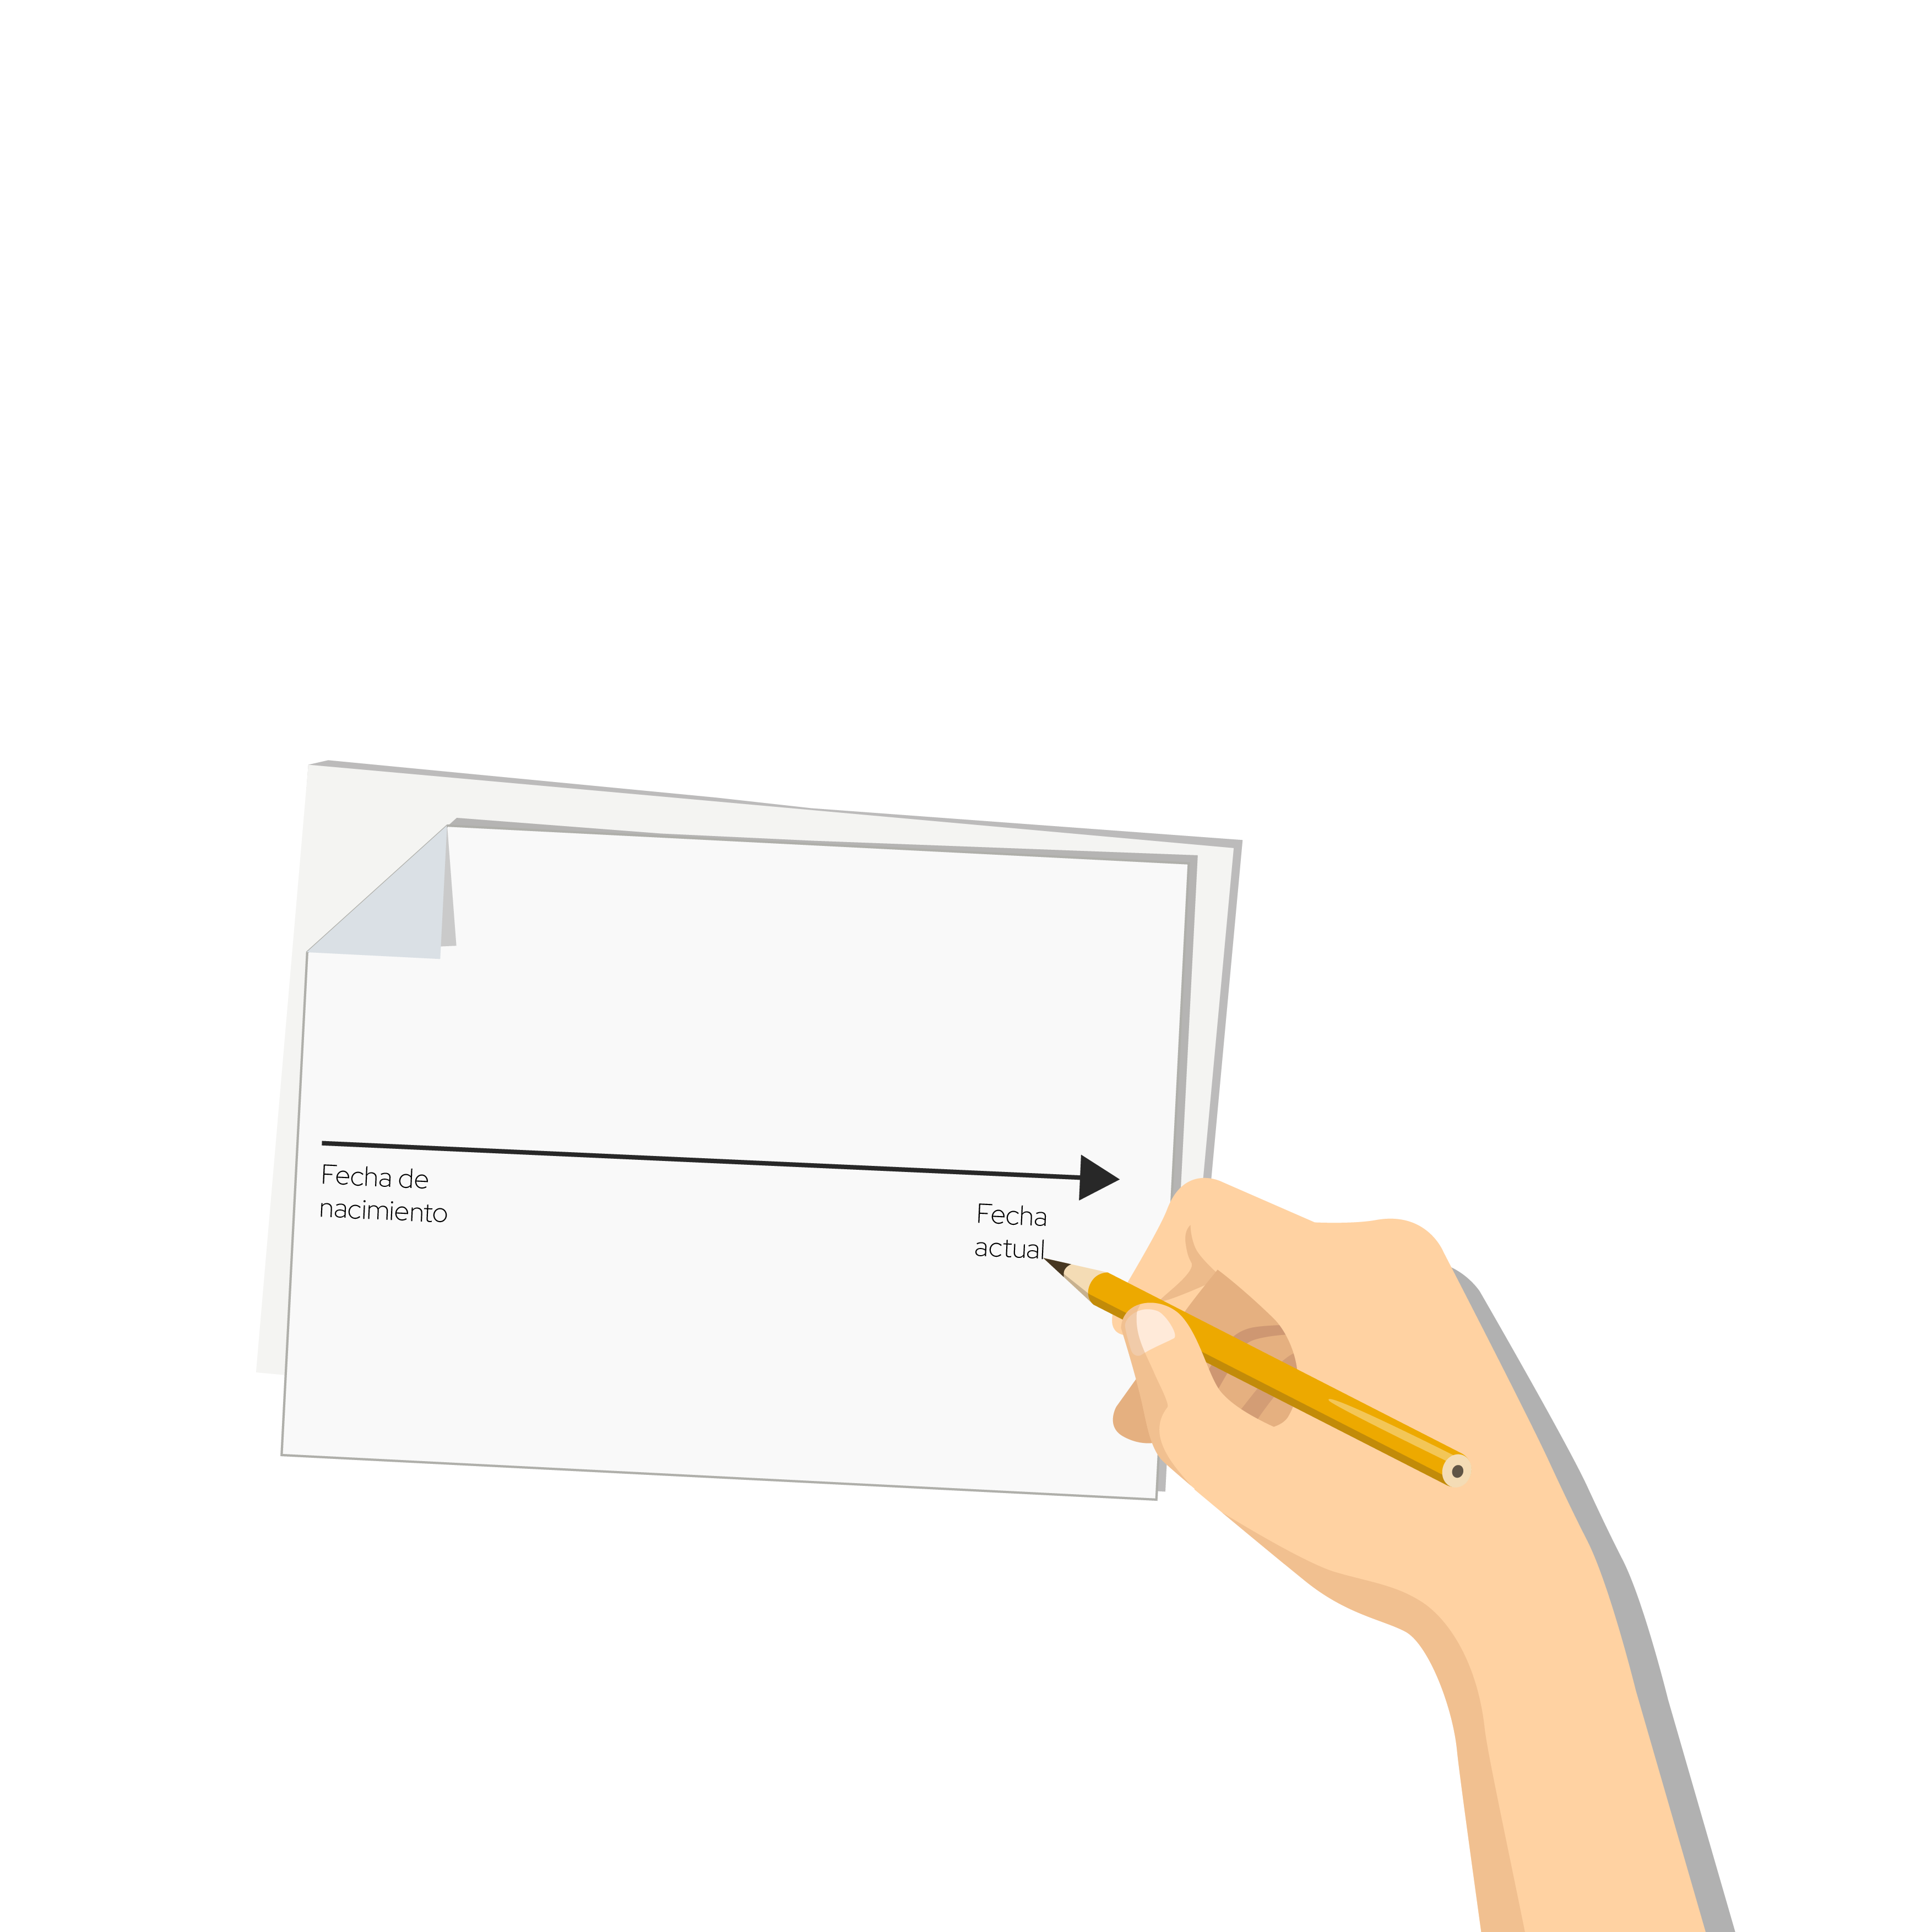 Fecha de
nacimiento
Fecha
actual